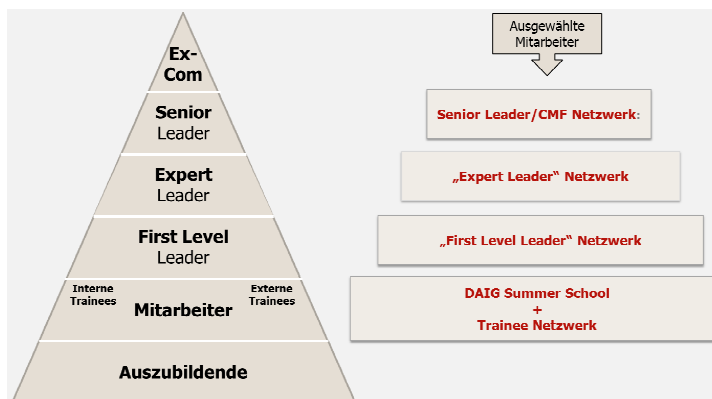 Ex-
Com
Senior
Leader
Expert
Leader
First Level
Leader
Interne
Trainees
Externe
Trainees
Mitarbeiter
Auszubildende
Ausgewählte
Mitarbeiter
Senior Leader/CMF Netzwerk:
„Expert Leader“ Netzwerk
„First Level Leader“ Netzwerk
DAIG Summer School
+
Trainee Netzwerk